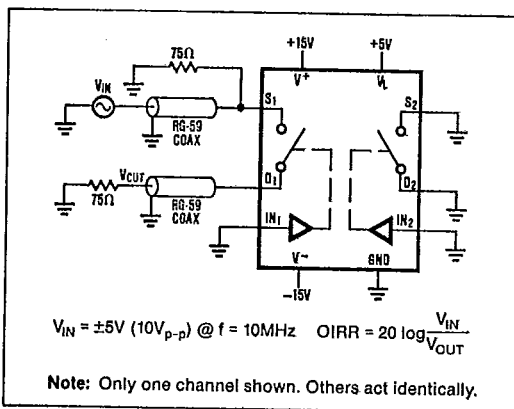 +15V
+5V
75Ω
V+
VL
VIN
S1
S2
RG-59
COAX
VOUT
D1
D2
75Ω
RG-59
COAX
IN1
IN2
V−
GND
−15V
VIN = ±5V (10Vp-p) @ f = 10MHz OIRR = 20 log VIN/VOUT
Note: Only one channel shown. Others act identically.